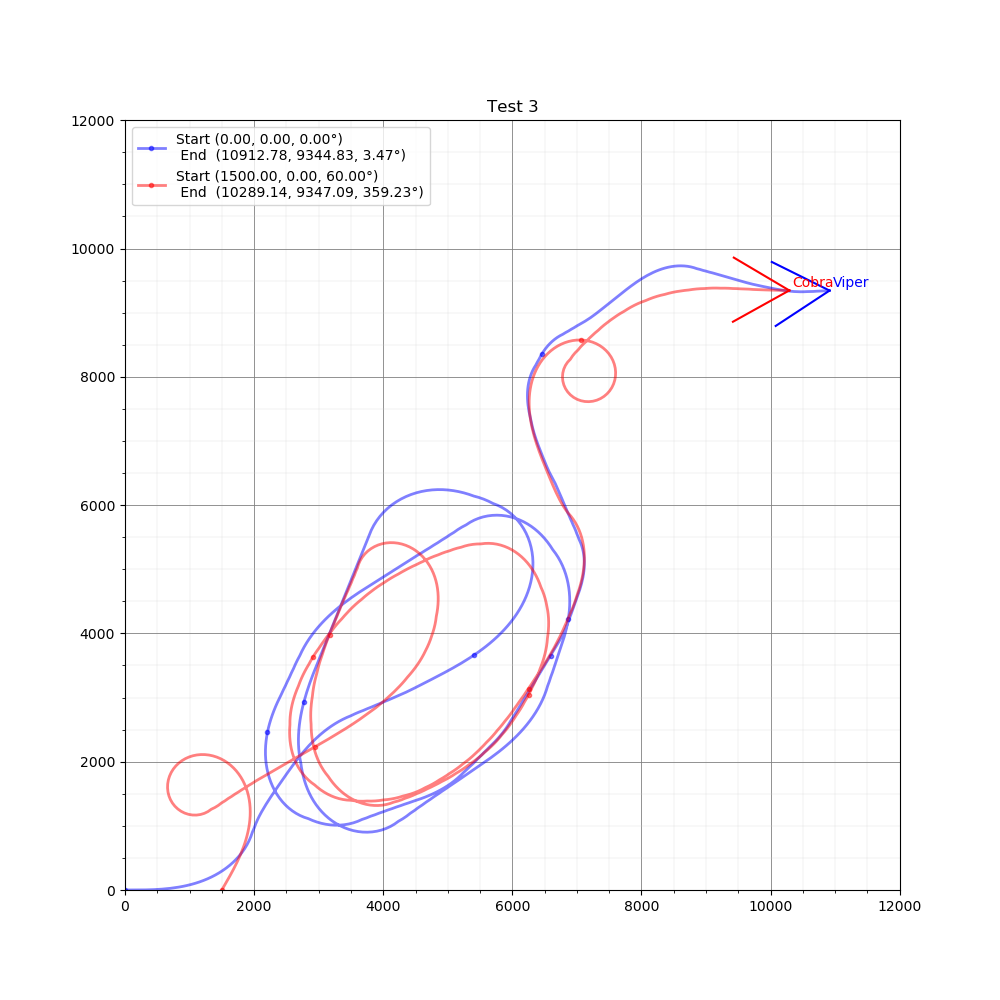 Test 3
Start (0.00, 0.00, 0.00°)
End (10912.78, 9344.83, 3.47°)
Start (1500.00, 0.00, 60.00°)
End (10289.14, 9347.09, 359.23°)
12000
10000
8000
6000
4000
2000
0
Cobra
Viper
0 2000 4000 6000 8000 10000 12000